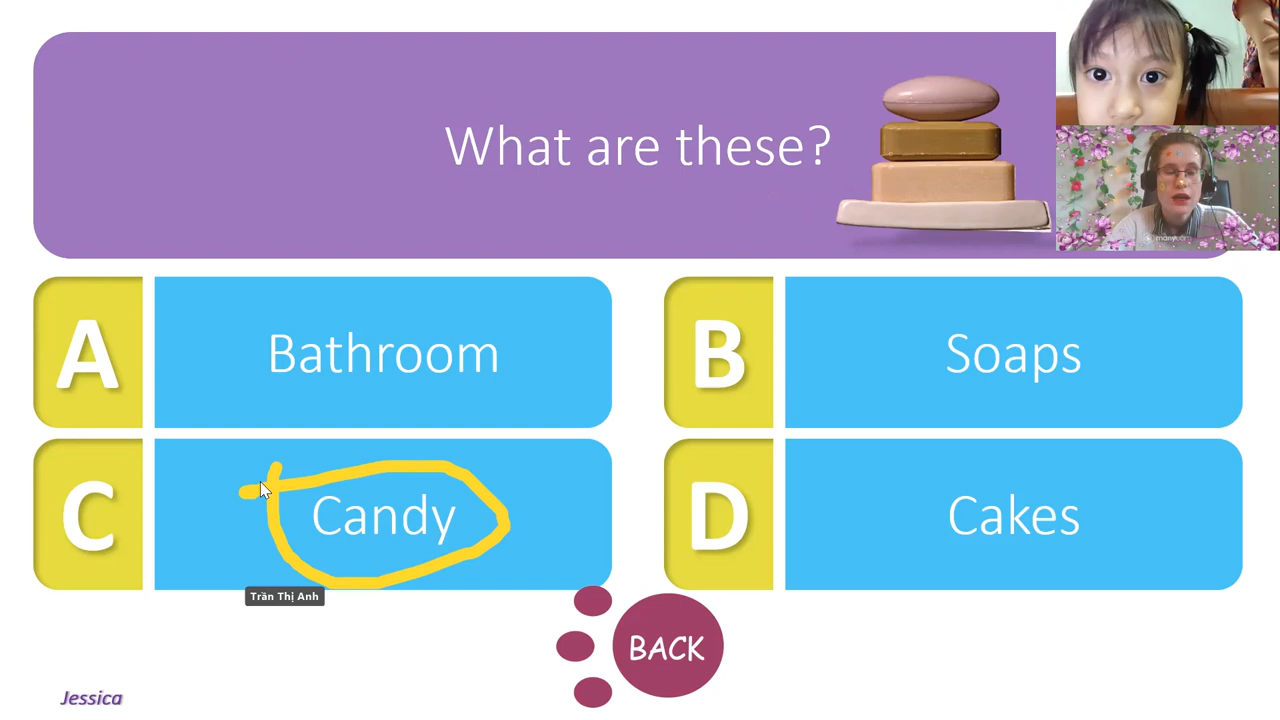 What are these?
A
Bathroom
B
Soaps
C
Candy
D
Cakes
Trần Thị Anh
BACK
Jessica